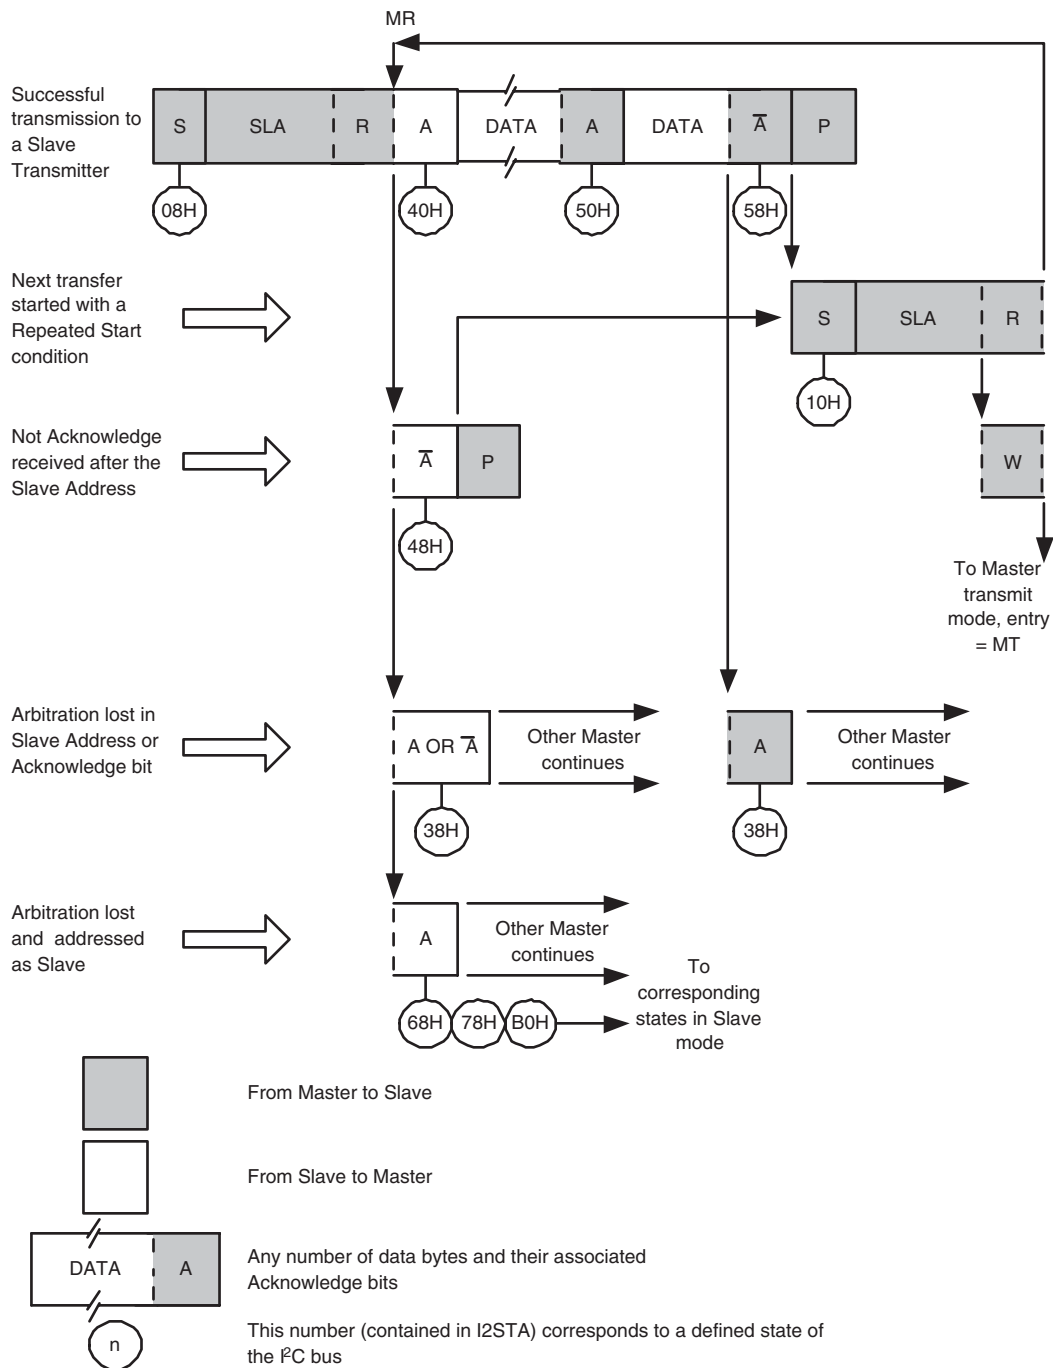 MR
Successful
transmission to
a Slave
Transmitter
S SLA R A DATA A DATA A̅ P
08H 40H 50H 58H
Next transfer
started with a
Repeated Start
condition
S SLA R
10H
Not Acknowledge
received after the
Slave Address
A̅ P
W
48H
To Master
transmit
mode, entry
= MT
Arbitration lost in
Slave Address or
Acknowledge bit
A OR A̅
Other Master
continues
A
Other Master
continues
38H 38H
Arbitration lost
and addressed
as Slave
A
Other Master
continues
68H 78H B0H
To
corresponding
states in Slave
mode
From Master to Slave
From Slave to Master
DATA A
Any number of data bytes and their associated
Acknowledge bits
n
This number (contained in I2STA) corresponds to a defined state of
the I²C bus